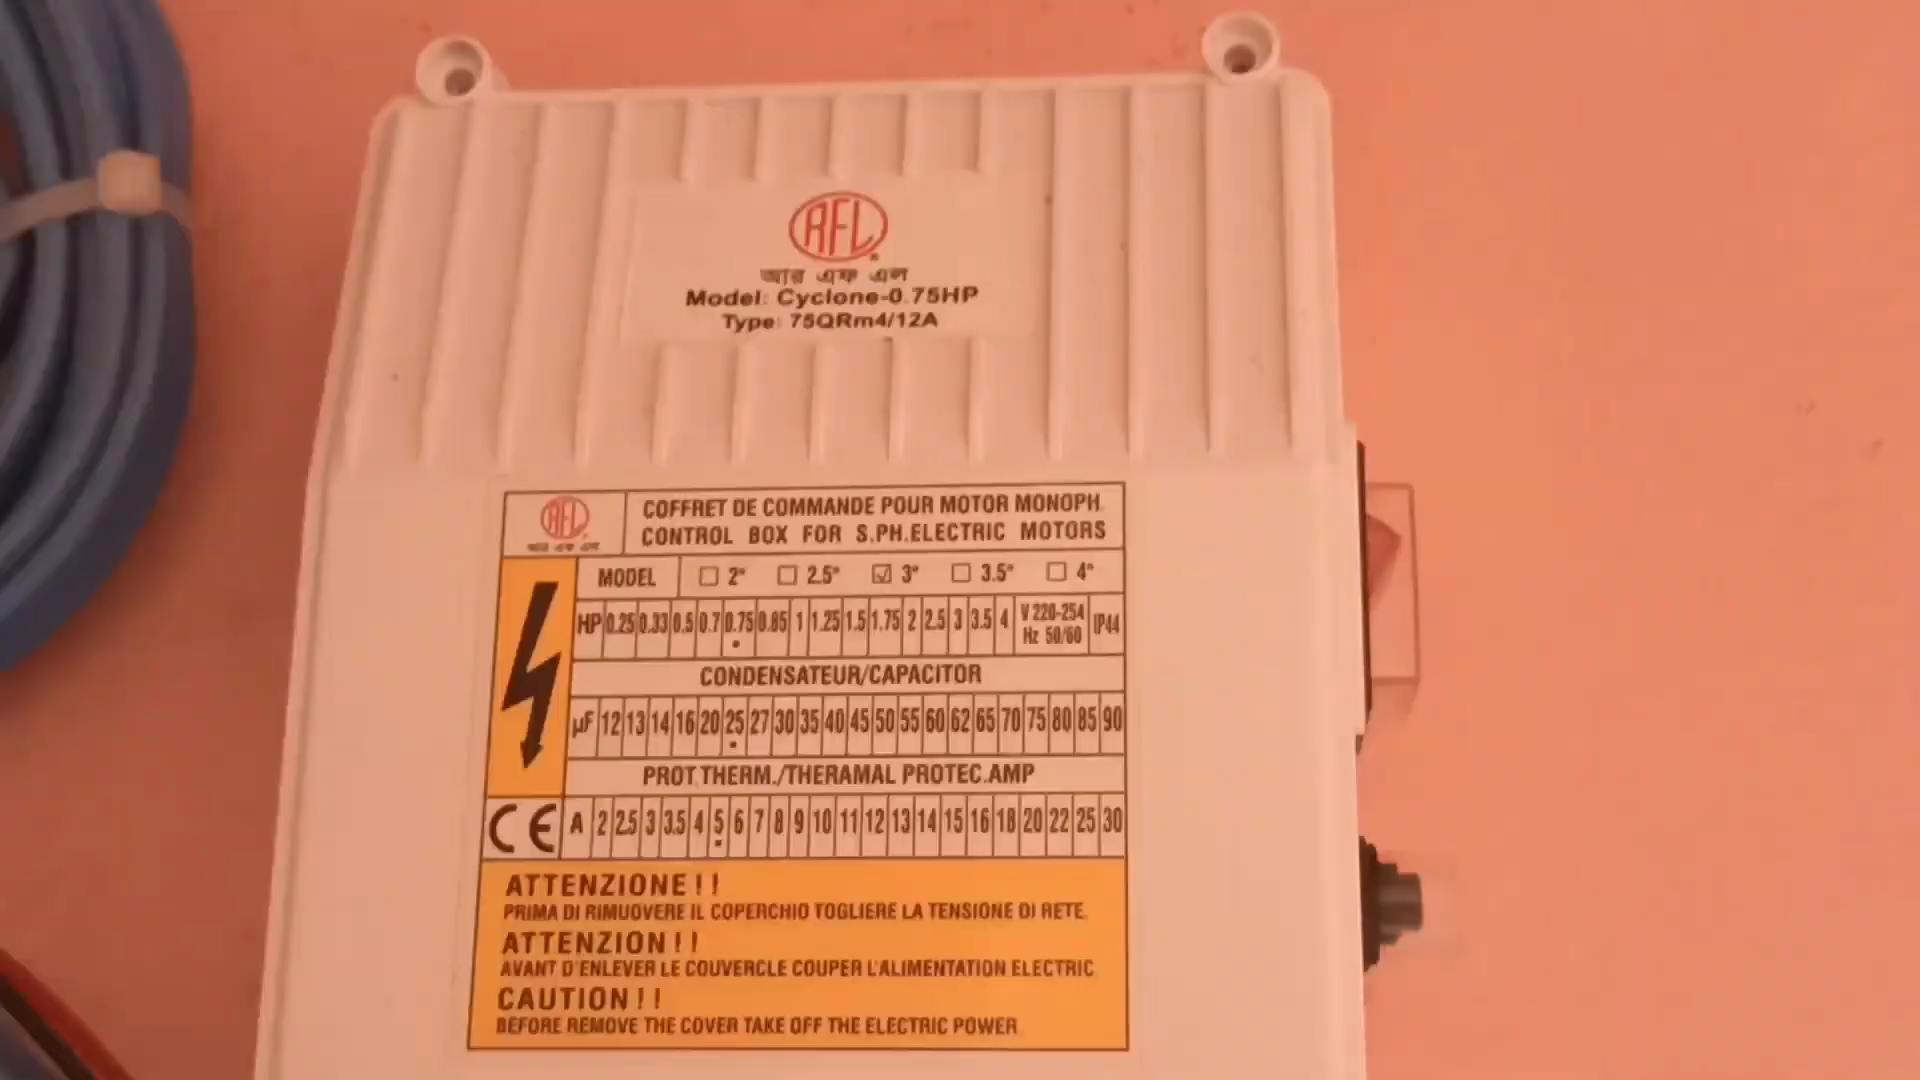 RFL
আর এফ এল
Model: Cyclone-0.75HP
Type: 75QRm4/12A
RFL
আর এফ এল
COFFRET DE COMMANDE POUR MOTOR MONOPH.
CONTROL BOX FOR S.PH.ELECTRIC MOTORS
MODEL ☐ 2" ☐ 2.5" ☑ 3" ☐ 3.5" ☐ 4"
HP 0.25 0.33 0.5 0.7 0.75 0.85 1 1.25 1.5 1.75 2 2.5 3 3.5 4 V 220-254 Hz 50/60 IP44
CONDENSATEUR/CAPACITOR
µF 12 13 14 16 20 25 27 30 35 40 45 50 55 60 62 65 70 75 80 85 90
PROT.THERM./THERAMAL PROTEC.AMP
CE A 2 2.5 3 3.5 4 5 6 7 8 9 10 11 12 13 14 15 16 18 20 22 25 30
ATTENZIONE!!
PRIMA DI RIMUOVERE IL COPERCHIO TOGLIERE LA TENSIONE DI RETE.
ATTENZION!!
AVANT D'ENLEVER LE COUVERCLE COUPER L'ALIMENTATION ELECTRIC
CAUTION!!
BEFORE REMOVE THE COVER TAKE OFF THE ELECTRIC POWER